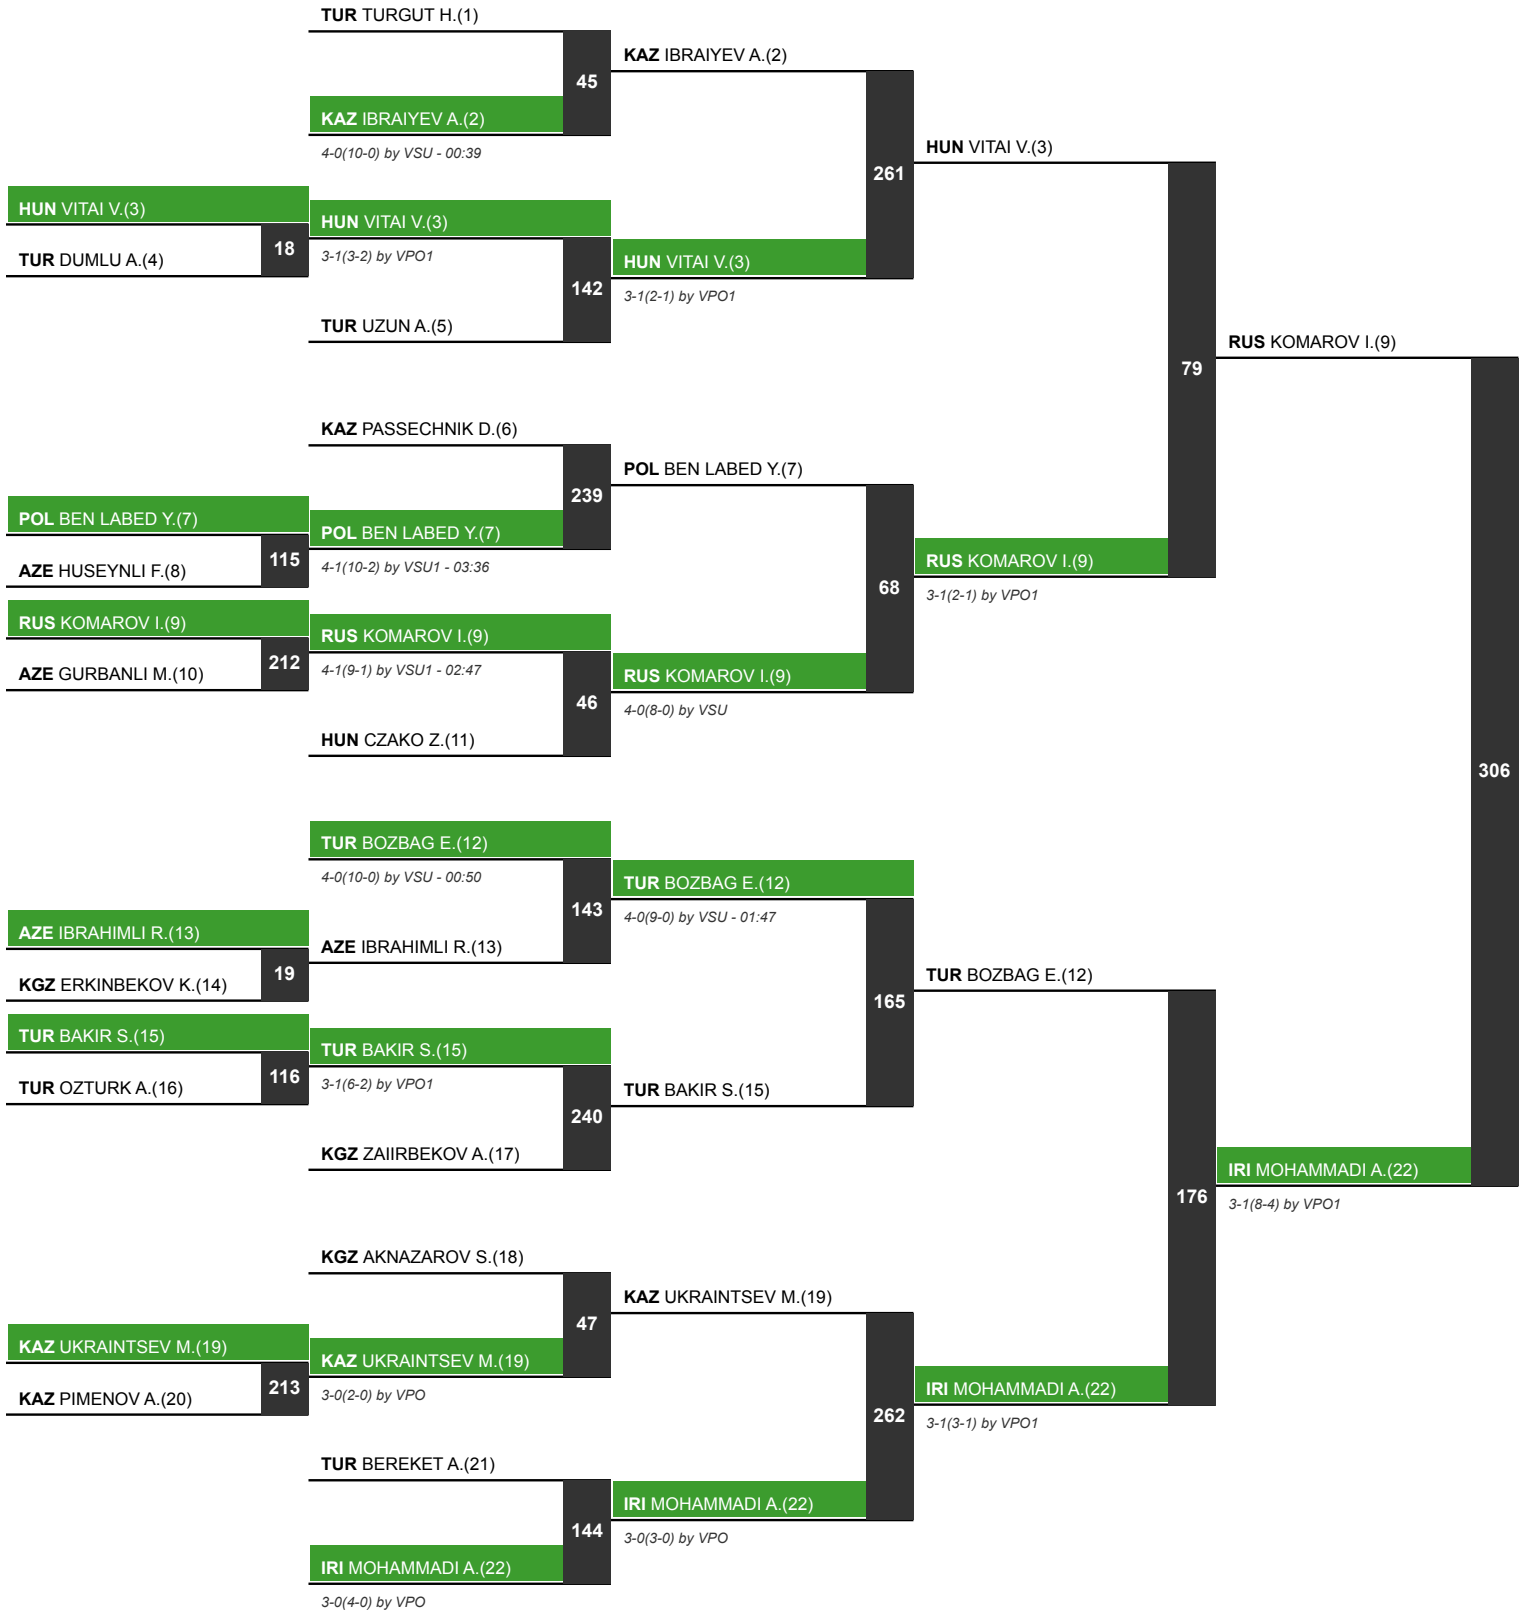 TUR TURGUT H.(1)
45
KAZ IBRAIYEV A.(2)
4-0(10-0) by VSU - 00:39
HUN VITAI V.(3)
18
TUR DUMLU A.(4)
HUN VITAI V.(3)
3-1(3-2) by VPO1
142
TUR UZUN A.(5)
KAZ IBRAIYEV A.(2)
261
HUN VITAI V.(3)
3-1(2-1) by VPO1
HUN VITAI V.(3)
79
KAZ PASSECHNIK D.(6)
239
POL BEN LABED Y.(7)
115
AZE HUSEYNLI F.(8)
POL BEN LABED Y.(7)
4-1(10-2) by VSU1 - 03:36
RUS KOMAROV I.(9)
212
AZE GURBANLI M.(10)
RUS KOMAROV I.(9)
4-1(9-1) by VSU1 - 02:47
46
HUN CZAKO Z.(11)
POL BEN LABED Y.(7)
68
RUS KOMAROV I.(9)
4-0(8-0) by VSU
RUS KOMAROV I.(9)
3-1(2-1) by VPO1
RUS KOMAROV I.(9)
306
TUR BOZBAG E.(12)
4-0(10-0) by VSU - 00:50
143
AZE IBRAHIMLI R.(13)
19
KGZ ERKINBEKOV K.(14)
AZE IBRAHIMLI R.(13)
TUR BAKIR S.(15)
116
TUR OZTURK A.(16)
TUR BAKIR S.(15)
3-1(6-2) by VPO1
240
KGZ ZAIIRBEKOV A.(17)
TUR BOZBAG E.(12)
4-0(9-0) by VSU - 01:47
165
TUR BAKIR S.(15)
TUR BOZBAG E.(12)
176
KGZ AKNAZAROV S.(18)
47
KAZ UKRAINTSEV M.(19)
213
KAZ PIMENOV A.(20)
KAZ UKRAINTSEV M.(19)
3-0(2-0) by VPO
TUR BEREKET A.(21)
144
IRI MOHAMMADI A.(22)
3-0(4-0) by VPO
KAZ UKRAINTSEV M.(19)
262
IRI MOHAMMADI A.(22)
3-0(3-0) by VPO
IRI MOHAMMADI A.(22)
3-1(3-1) by VPO1
IRI MOHAMMADI A.(22)
3-1(8-4) by VPO1